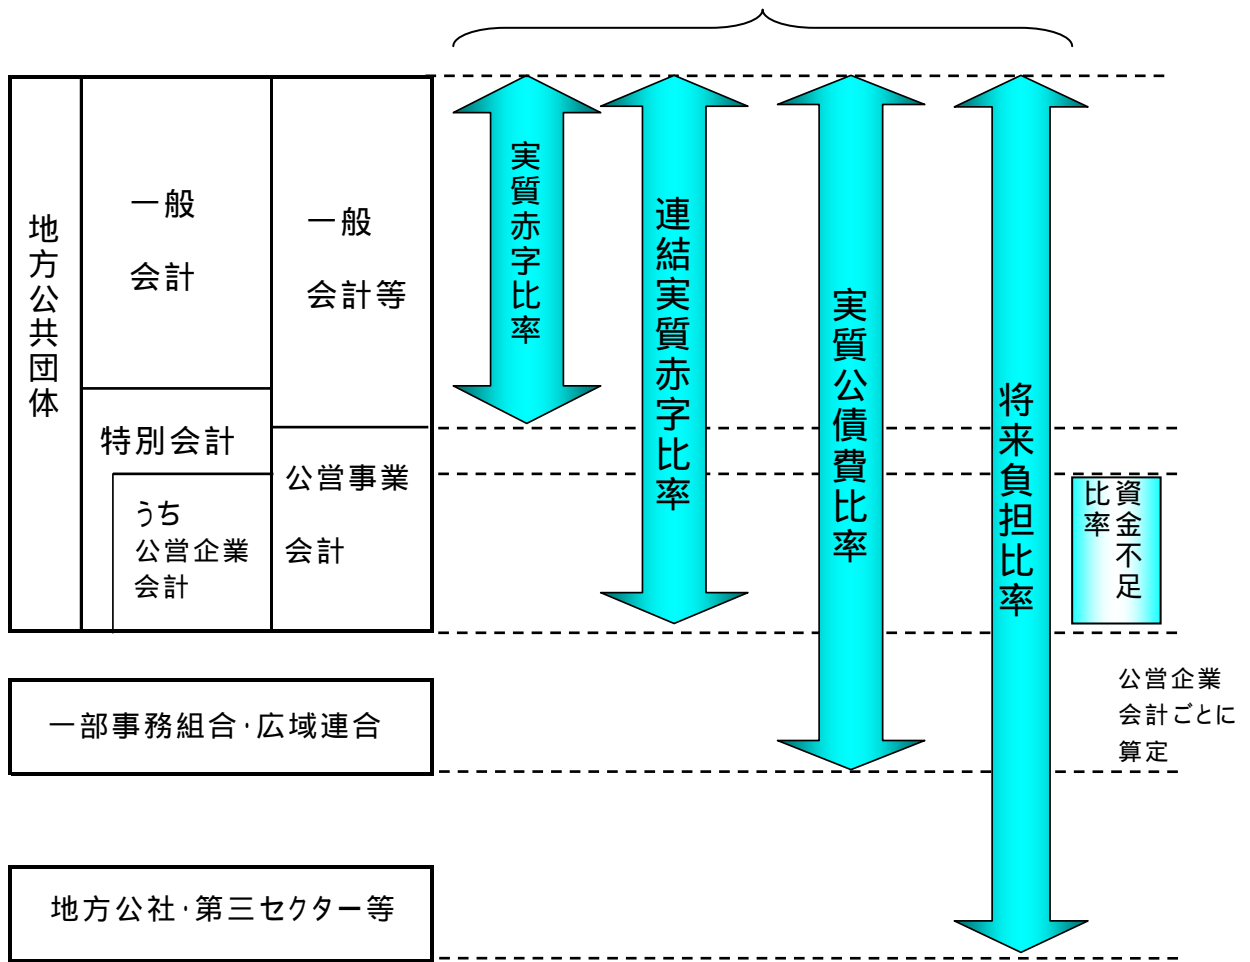 地方公共団体
一般
会計
一般
会計等
特別会計
うち
公営企業
会計
公営事業
会計
実質赤字比率
連結実質赤字比率
実質公債費比率
将来負担比率
資金不足
比率
公営企業
会計ごとに
算定
一部事務組合・広域連合
地方公社・第三セクター等